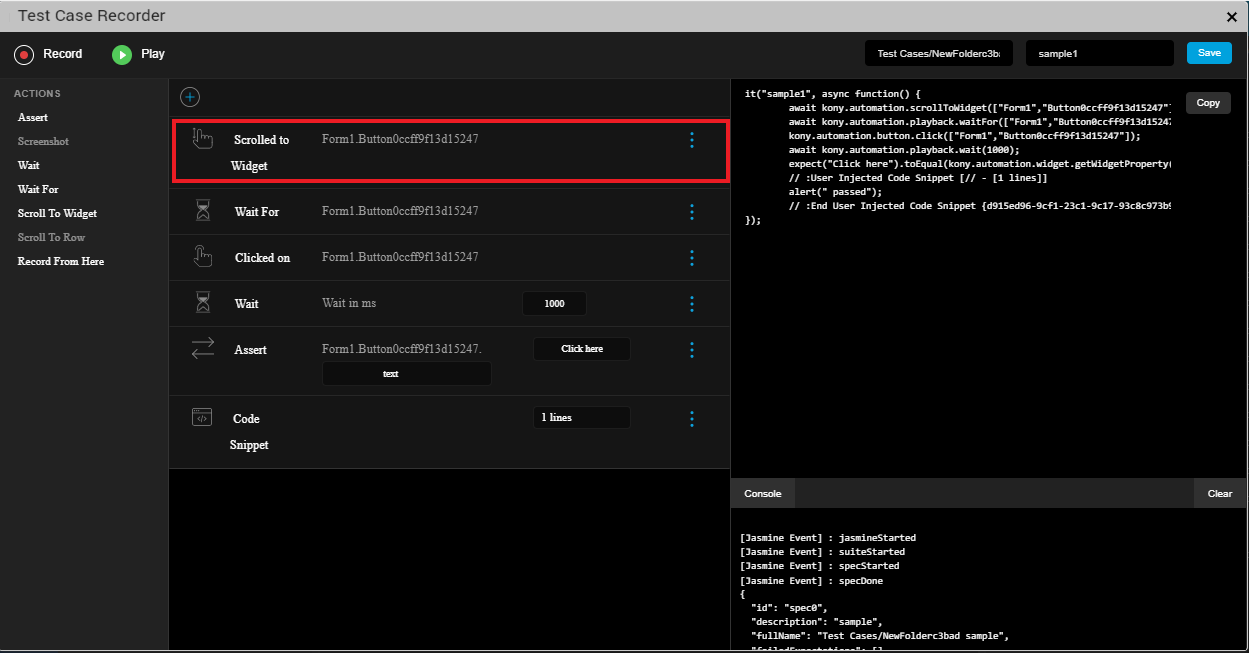 Test Case Recorder
Record Play Test Cases/NewFolderc3ba sample1 Save
ACTIONS
Assert
Screenshot
Wait
Wait For
Scroll To Widget
Scroll To Row
Record From Here
Scrolled to Form1.Button0ccff9f13d15247
Widget
Wait For Form1.Button0ccff9f13d15247
Clicked on Form1.Button0ccff9f13d15247
Wait Wait in ms 1000
Assert Form1.Button0ccff9f13d15247. Click here
text
Code 1 lines
Snippet
it("sample1", async function() {
Copy
await kony.automation.scrollToWidget(["Form1","Button0ccff9f13d15247"]
await kony.automation.playback.waitFor(["Form1","Button0ccff9f13d15247
kony.automation.button.click(["Form1","Button0ccff9f13d15247"]);
await kony.automation.playback.wait(1000);
expect("Click here").toEqual(kony.automation.widget.getWidgetProperty(
// :User Injected Code Snippet [// - [1 lines]]
alert(" passed");
// :End User Injected Code Snippet {d915ed96-9cf1-23c1-9c17-93c8c973b9
});
Console Clear
[Jasmine Event] : jasmineStarted
[Jasmine Event] : suiteStarted
[Jasmine Event] : specStarted
[Jasmine Event] : specDone
{
"id": "spec0",
"description": "sample",
"fullName": "Test Cases/NewFolderc3bad sample",
"failedExpectations": [],